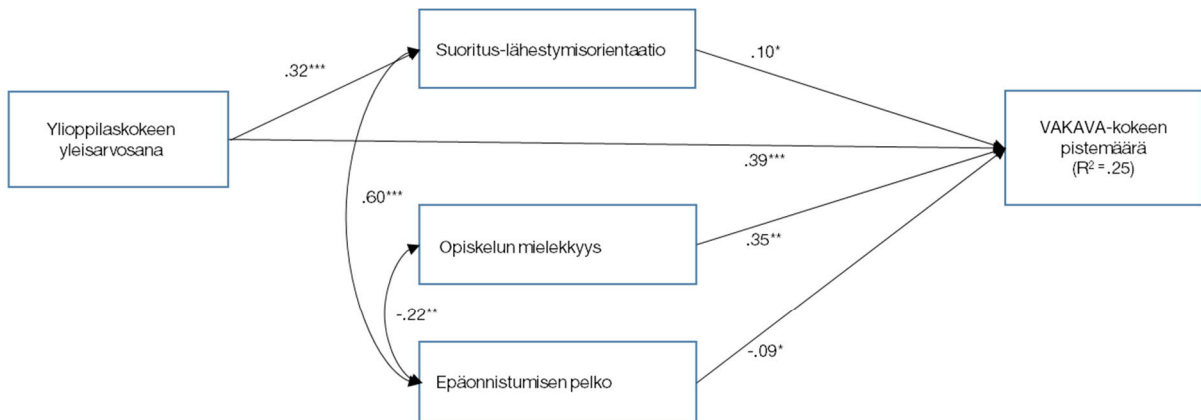 Suoritus-lähestymisorientaatio
.10*
.32***
Ylioppilaskokeen
yleisarvosana
VAKAVA-kokeen
pistemäärä
(R² = .25)
.39***
.60***
Opiskelun mielekkyys
.35**
-.22**
-.09*
Epäonnistumisen pelko